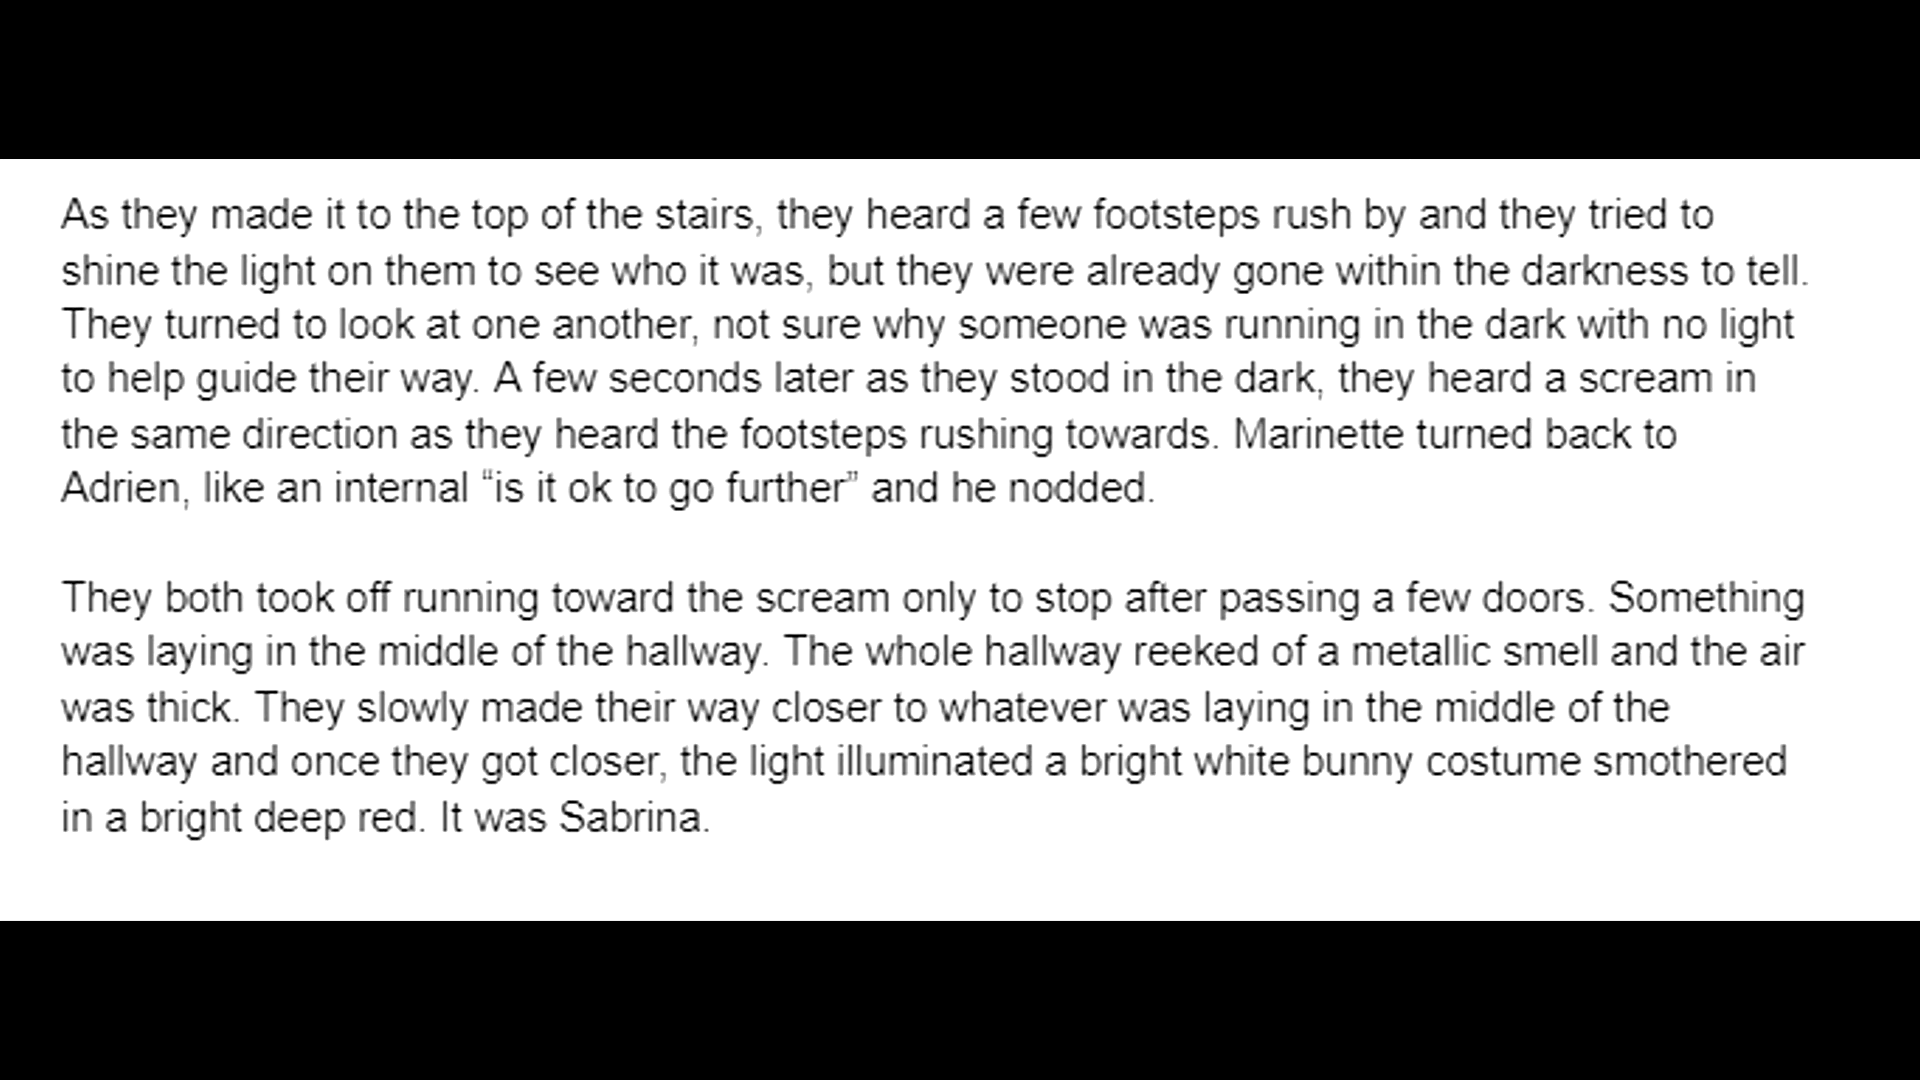 As they made it to the top of the stairs, they heard a few footsteps rush by and they tried to
shine the light on them to see who it was, but they were already gone within the darkness to tell.
They turned to look at one another, not sure why someone was running in the dark with no light
to help guide their way. A few seconds later as they stood in the dark, they heard a scream in
the same direction as they heard the footsteps rushing towards. Marinette turned back to
Adrien, like an internal “is it ok to go further” and he nodded.
They both took off running toward the scream only to stop after passing a few doors. Something
was laying in the middle of the hallway. The whole hallway reeked of a metallic smell and the air
was thick. They slowly made their way closer to whatever was laying in the middle of the
hallway and once they got closer, the light illuminated a bright white bunny costume smothered
in a bright deep red. It was Sabrina.